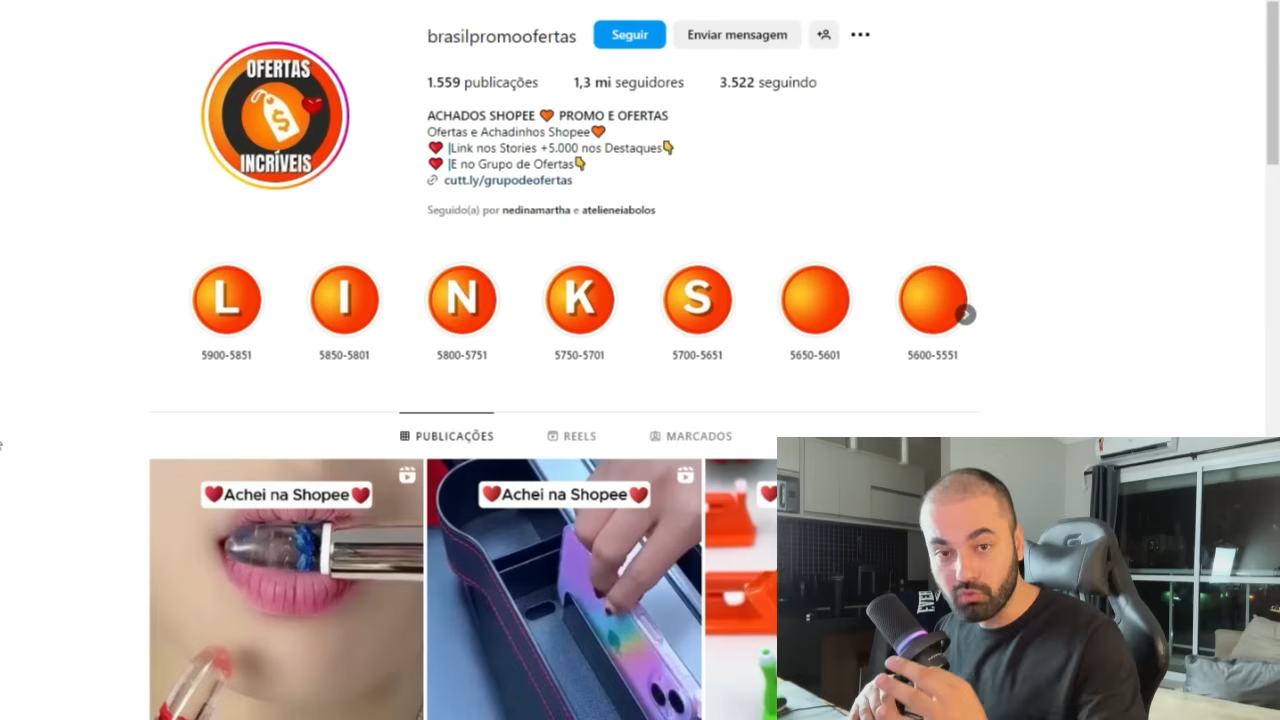 brasilpromoofertas Seguir Enviar mensagem
1.559 publicações 1,3 mi seguidores 3.522 seguindo
OFERTAS
INCRÍVEIS
ACHADOS SHOPEE 🧡 PROMO E OFERTAS
Ofertas e Achadinhos Shopee🧡
❤️ |Link nos Stories +5.000 nos Destaques👇
❤️ |E no Grupo de Ofertas👇
cutt.ly/grupodeofertas
Seguido(a) por nedinamartha e atelieneiabolos
L I N K S
5900-5851 5850-5801 5800-5751 5750-5701 5700-5651 5650-5601 5600-5551
PUBLICAÇÕES REELS MARCADOS
❤️Achei na Shopee❤️
❤️Achei na Shopee❤️